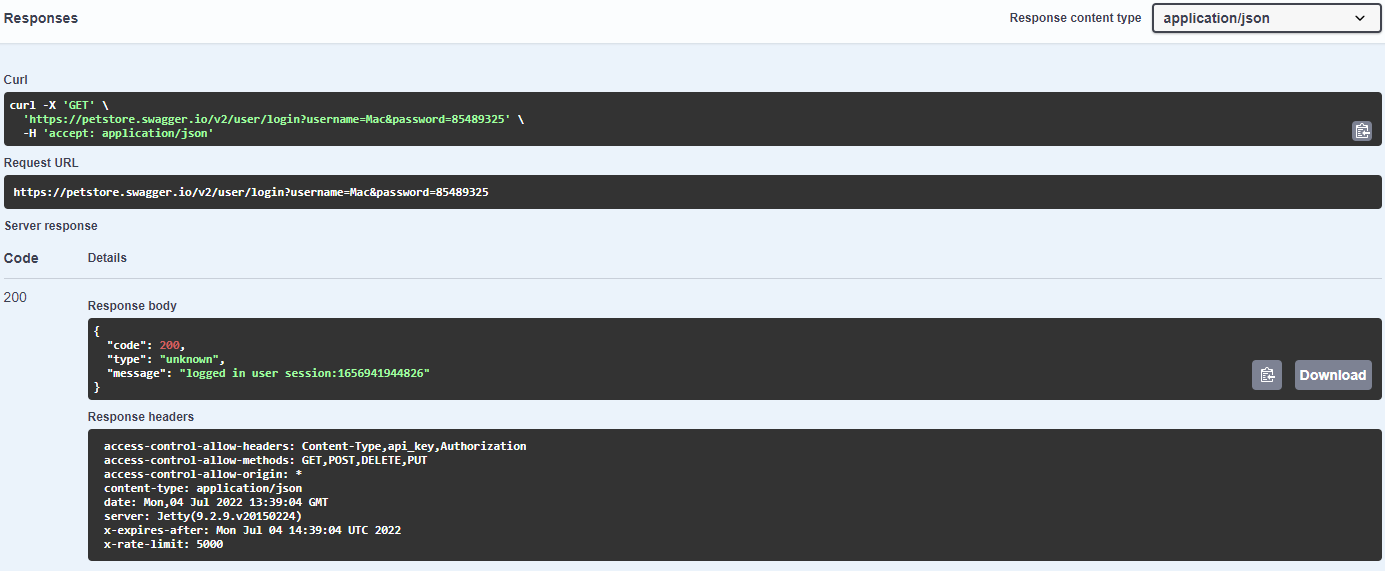 Responses
Response content type
application/json
Curl
curl -X 'GET' \
  'https://petstore.swagger.io/v2/user/login?username=Mac&password=85489325' \
  -H 'accept: application/json'
Request URL
https://petstore.swagger.io/v2/user/login?username=Mac&password=85489325
Server response
Code Details
200
Response body
{
  "code": 200,
  "type": "unknown",
  "message": "logged in user session:1656941944826"
}
Download
Response headers
access-control-allow-headers: Content-Type,api_key,Authorization
access-control-allow-methods: GET,POST,DELETE,PUT
access-control-allow-origin: *
content-type: application/json
date: Mon,04 Jul 2022 13:39:04 GMT
server: Jetty(9.2.9.v20150224)
x-expires-after: Mon Jul 04 14:39:04 UTC 2022
x-rate-limit: 5000